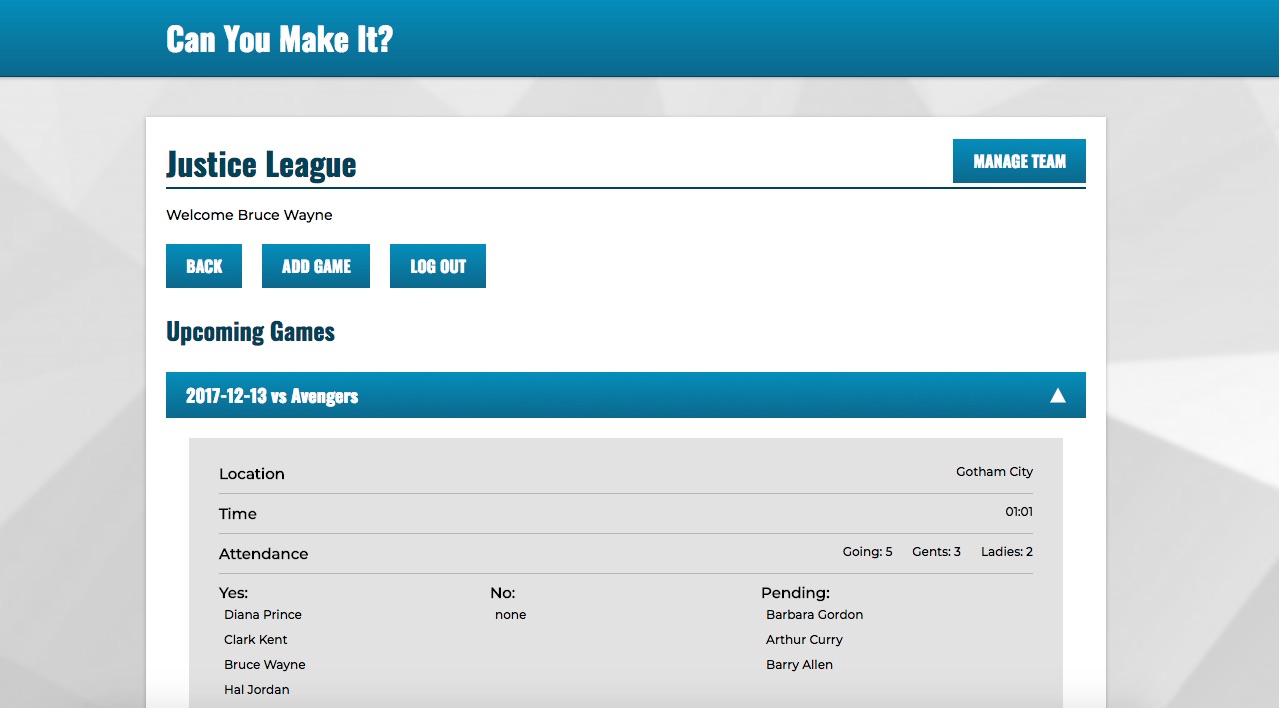 Can You Make It?
Justice League
MANAGE TEAM
Welcome Bruce Wayne
BACK ADD GAME LOG OUT
Upcoming Games
2017-12-13 vs Avengers
Location Gotham City
Time 01:01
Attendance Going: 5 Gents: 3 Ladies: 2
Yes: No: Pending:
Diana Prince none Barbara Gordon
Clark Kent Arthur Curry
Bruce Wayne Barry Allen
Hal Jordan